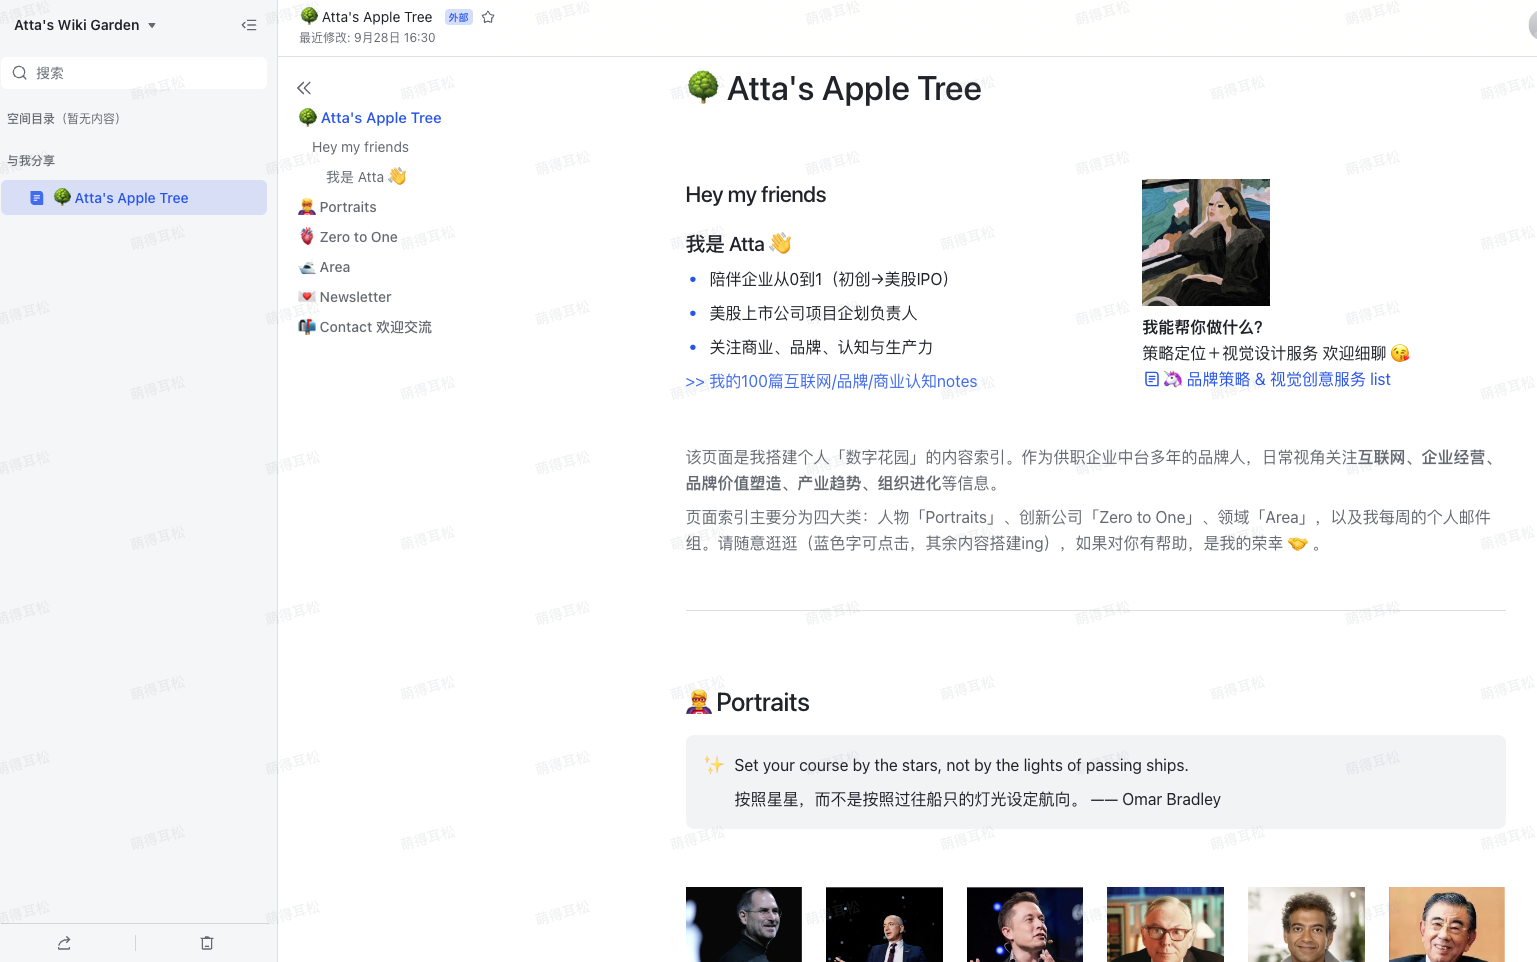 Atta's Wiki Garden
搜索
空间目录（暂无内容）
与我分享
Atta's Apple Tree
Atta's Apple Tree 外部
最近修改: 9月28日 16:30
Atta's Apple Tree
Hey my friends
我是 Atta 👋
Portraits
Zero to One
Area
Newsletter
Contact 欢迎交流
Atta's Apple Tree
Hey my friends
我是 Atta 👋
• 陪伴企业从0到1（初创→美股IPO）
• 美股上市公司项目企划负责人
• 关注商业、品牌、认知与生产力
>> 我的100篇互联网/品牌/商业认知notes
我能帮你做什么？
策略定位＋视觉设计服务 欢迎细聊 😘
🦄 品牌策略 & 视觉创意服务 list
该页面是我搭建个人「数字花园」的内容索引。作为供职企业中台多年的品牌人，日常视角关注互联网、企业经营、
品牌价值塑造、产业趋势、组织进化等信息。
页面索引主要分为四大类：人物「Portraits」、创新公司「Zero to One」、领域「Area」，以及我每周的个人邮件
组。请随意逛逛（蓝色字可点击，其余内容搭建ing），如果对你有帮助，是我的荣幸 🤝 。
Portraits
✨ Set your course by the stars, not by the lights of passing ships.
按照星星，而不是按照过往船只的灯光设定航向。 —— Omar Bradley
萌得耳松